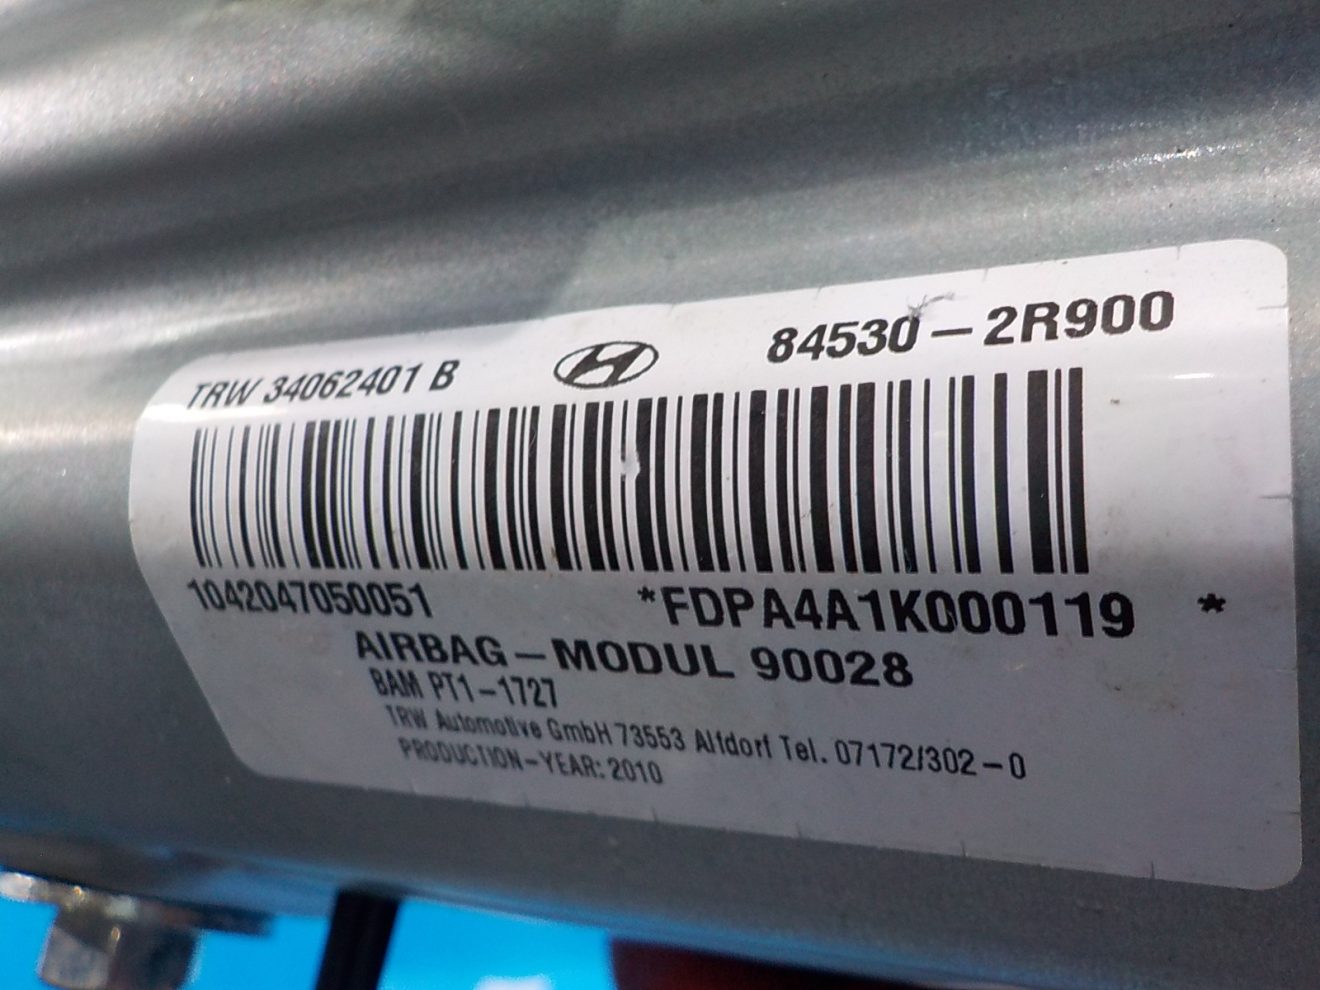 TRW 34062401 B 84530-2R900
1042047050051 *FDPA4A1K000119 *
AIRBAG-MODUL 90028
BAM PT1-1727
TRW Automotive GmbH 73553 Alfdorf Tel. 07172/302-0
PRODUCTION-YEAR: 2010